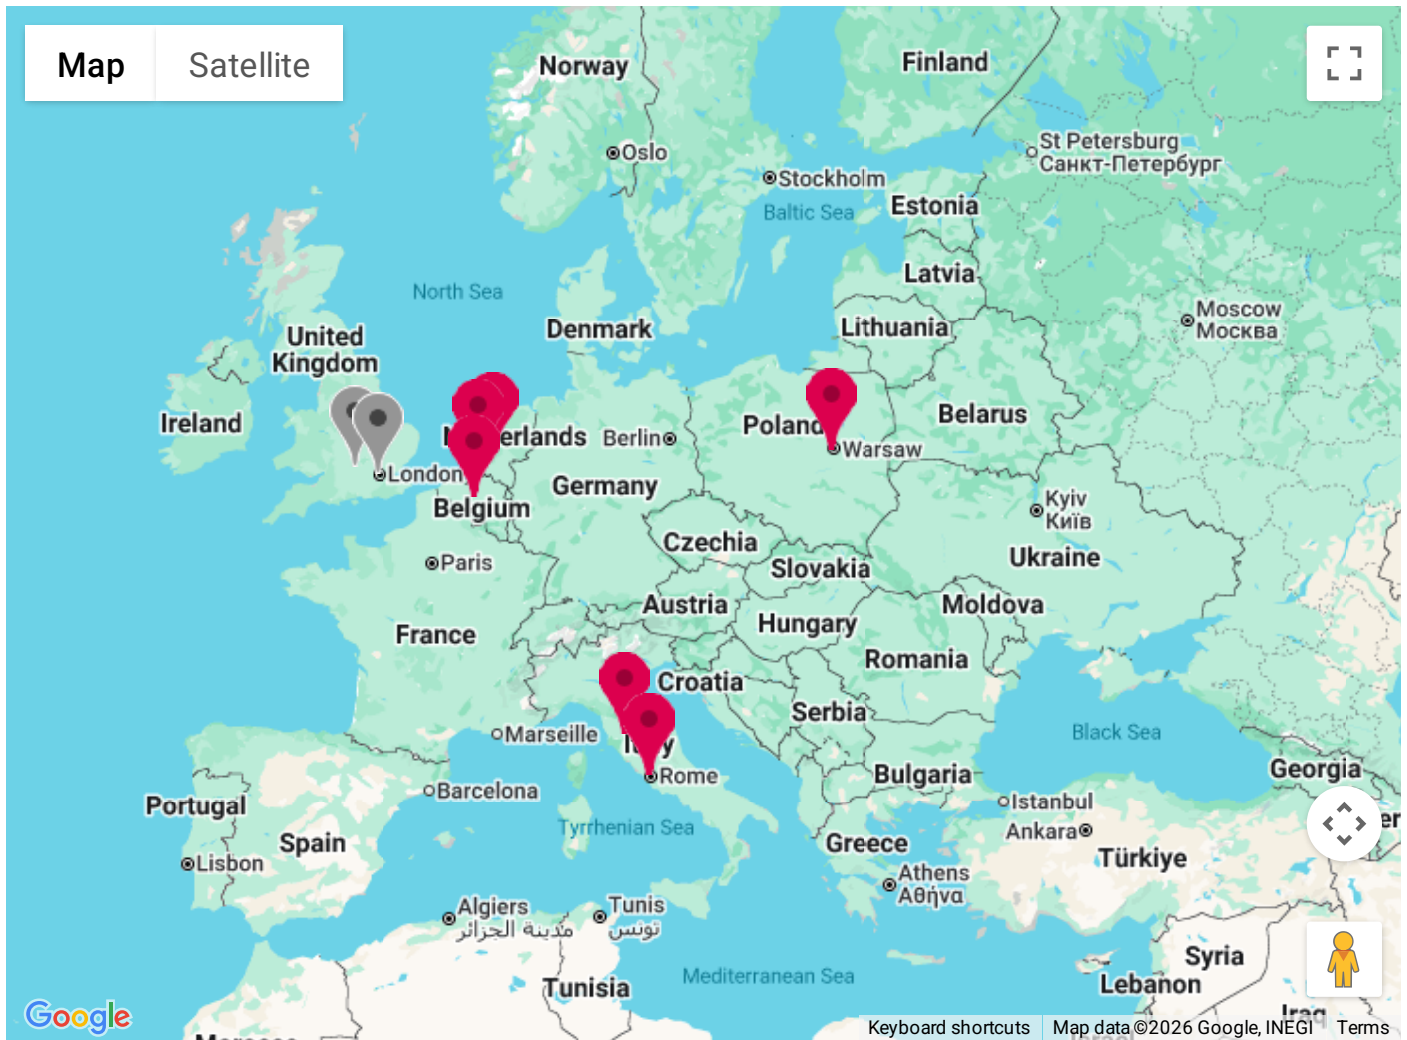 Map
Satellite
Norway
Finland
Oslo
St Petersburg
Санкт-Петербург
Stockholm
Baltic Sea
Estonia
Latvia
North Sea
Moscow
Москва
Denmark
Lithuania
United
Kingdom
Ireland
Belarus
Poland
Berlin
Warsaw
London
Germany
Belgium
Kyiv
Київ
Czechia
Ukraine
Paris
Slovakia
Austria
Moldova
Hungary
France
Romania
Croatia
Serbia
Marseille
Black Sea
Georgia
Rome
Bulgaria
Barcelona
Portugal
Istanbul
Tyrrhenian Sea
Ankara
Spain
Greece
Türkiye
Lisbon
Athens
Αθήνα
Algiers
مدينة الجزائر
Tunis
تونس
Syria
Mediterranean Sea
Lebanon
Tunisia
Iraq
Google
Keyboard shortcuts
Map data ©2026 Google, INEGI
Terms